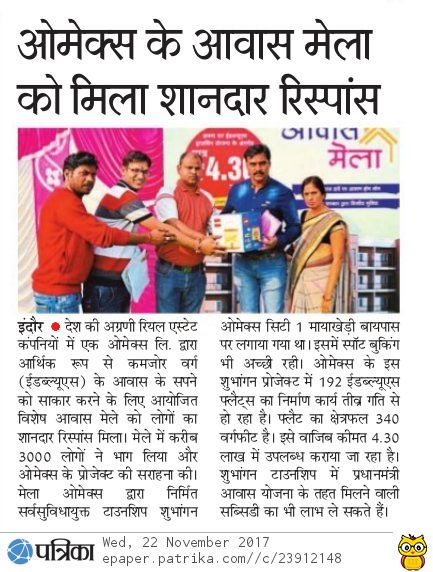 ओमेक्स के आवास मेला
को मिला शानदार रिस्पांस
4.30
आवास
मेला
इंदौर ● देश की अग्रणी रियल एस्टेट
कंपनियों में एक ओमेक्स लि. द्वारा
आर्थिक रूप से कमजोर वर्ग
(ईडब्ल्यूएस) के आवास के सपने
को साकार करने के लिए आयोजित
विशेष आवास मेले को लोगों का
शानदार रिस्पांस मिला। मेले में करीब
3000 लोगों ने भाग लिया और
ओमेक्स के प्रोजेक्ट की सराहना की।
मेला ओमेक्स द्वारा निर्मित
सर्वसुविधायुक्त टाउनशिप शुभांगन
ओमेक्स सिटी 1 मायाखेड़ी बायपास
पर लगाया गया था। इसमें स्पॉट बुकिंग
भी अच्छी रही। ओमेक्स के इस
शुभांगन प्रोजेक्ट में 192 ईडब्ल्यूएस
फ्लैट्स का निर्माण कार्य तीव्र गति से
हो रहा है। फ्लैट का क्षेत्रफल 340
वर्गफीट है। इसे वाजिब कीमत 4.30
लाख में उपलब्ध कराया जा रहा है।
शुभांगन टाउनशिप में प्रधानमंत्री
आवास योजना के तहत मिलने वाली
सब्सिडी का भी लाभ ले सकते हैं।
पत्रिका
Wed, 22 November 2017
epaper.patrika.com//c/23912148